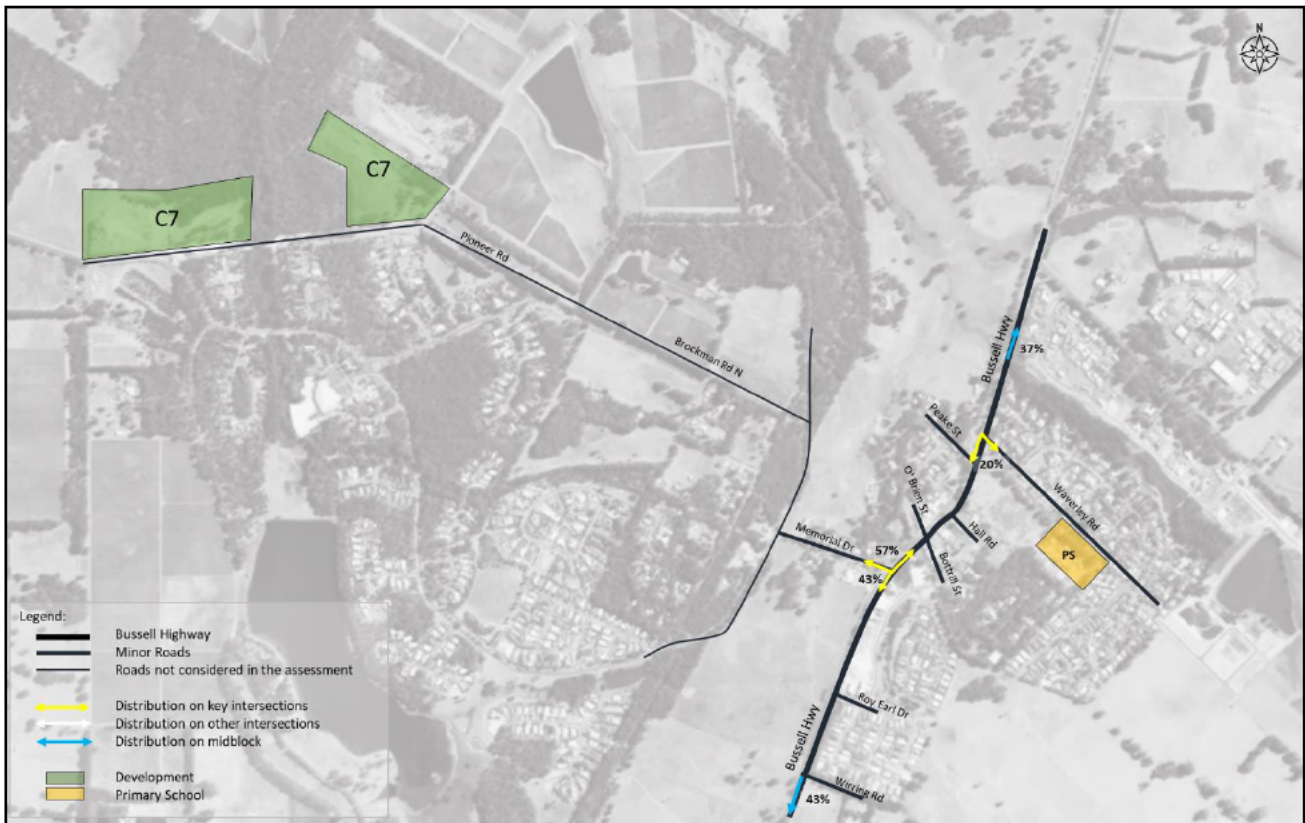 N
C7
C7
Pioneer Rd
Brockman Rd N
Bussell Hwy
37%
Peake St
20%
Waverley Rd
O' Brien St
Hall Rd
Memorial Dr
57%
43%
Bottrill St
PS
Roy Earl Dr
Bussell Hwy
Wirring Rd
43%
Legend:
Bussell Highway
Minor Roads
Roads not considered in the assessment
Distribution on key intersections
Distribution on other intersections
Distribution on midblock
Development
Primary School